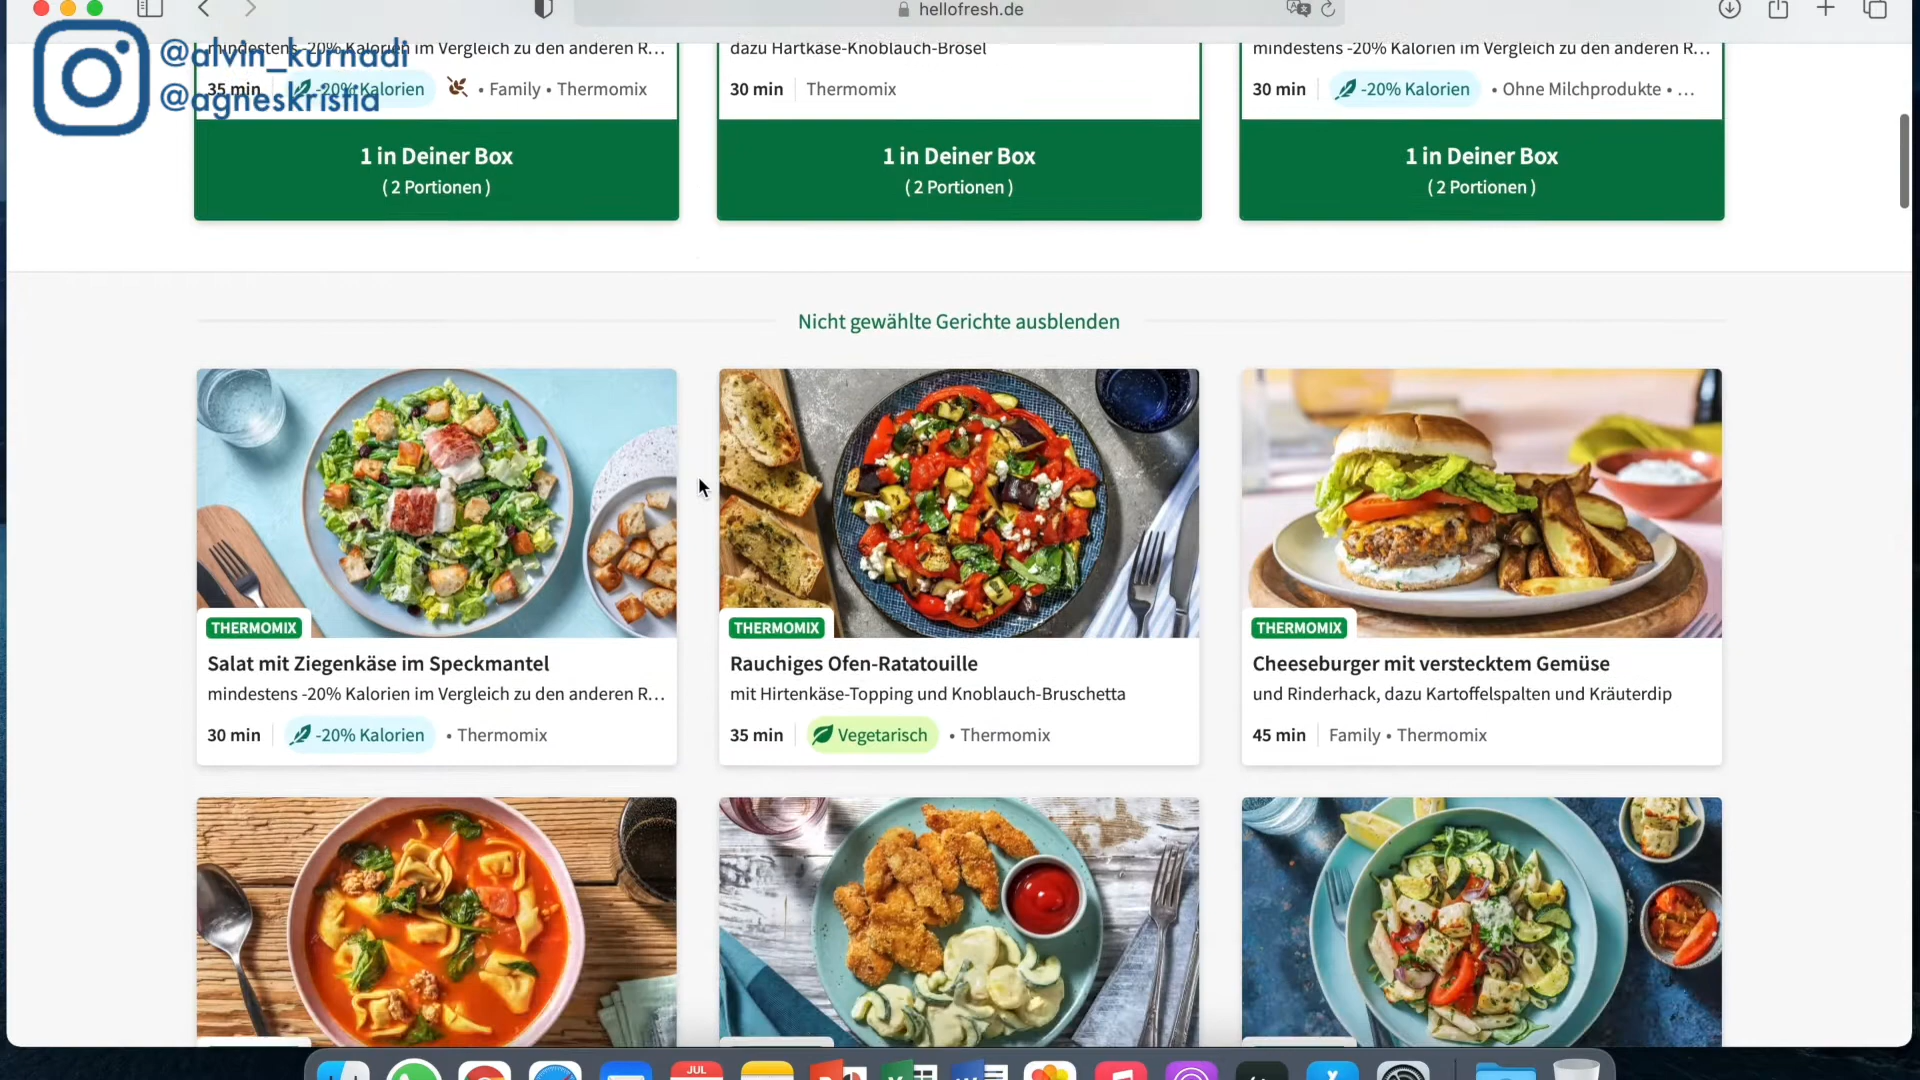 hellofresh.de
@alvin_kurnadi
@agneskristia
mindestens -20% Kalorien im Vergleich zu den anderen R...
35 min -20% Kalorien • Family • Thermomix
1 in Deiner Box
( 2 Portionen )
dazu Hartkäse-Knoblauch-Brösel
30 min Thermomix
1 in Deiner Box
( 2 Portionen )
mindestens -20% Kalorien im Vergleich zu den anderen R...
30 min -20% Kalorien • Ohne Milchprodukte • ...
1 in Deiner Box
( 2 Portionen )
Nicht gewählte Gerichte ausblenden
THERMOMIX
Salat mit Ziegenkäse im Speckmantel
mindestens -20% Kalorien im Vergleich zu den anderen R...
30 min -20% Kalorien • Thermomix
THERMOMIX
Rauchiges Ofen-Ratatouille
mit Hirtenkäse-Topping und Knoblauch-Bruschetta
35 min Vegetarisch • Thermomix
THERMOMIX
Cheeseburger mit verstecktem Gemüse
und Rinderhack, dazu Kartoffelspalten und Kräuterdip
45 min Family • Thermomix
JUL